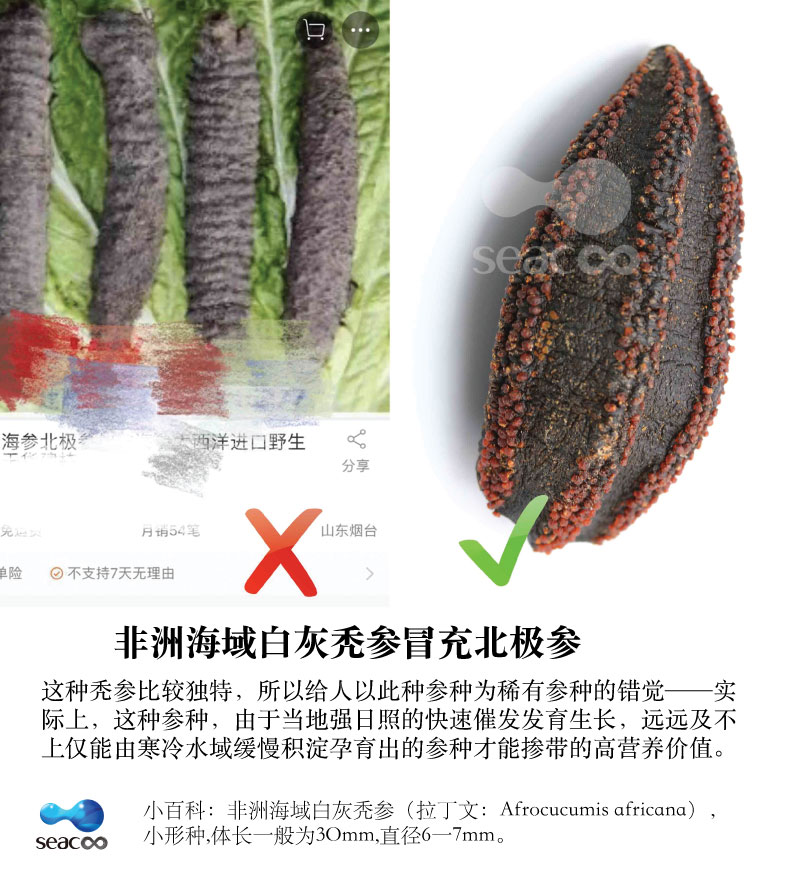 seac
海参北极 西洋进口野生
分享
月销54笔
山东烟台
单险
不支持7天无理由
非洲海域白灰秃参冒充北极参
这种秃参比较独特，所以给人以此种参种为稀有参种的错觉——实
际上，这种参种，由于当地强日照的快速催发发育生长，远远及不
上仅能由寒冷水域缓慢积淀孕育出的参种才能掺带的高营养价值。
小百科：非洲海域白灰秃参（拉丁文：Afrocucumis africana），
小形种,体长一般为30mm,直径6一7mm。
seac